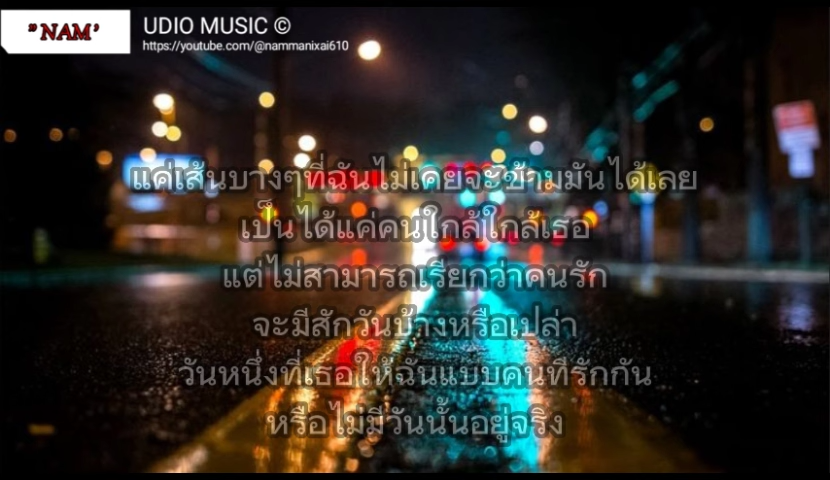 "NAM'
UDIO MUSIC ©
https://youtube.com/@nammanixai610
แค่เส้นบางๆที่ฉันไม่เคยจะข้ามมันได้เลย
เป็นได้แค่คนใกล้ใกล้เธอ
แต่ไม่สามารถเรียกว่าคนรัก
จะมีสักวันบ้างหรือเปล่า
วันหนึ่งที่เธอให้ฉันแบบคนที่รักกัน
หรือไม่มีวันนั้นอยู่จริง